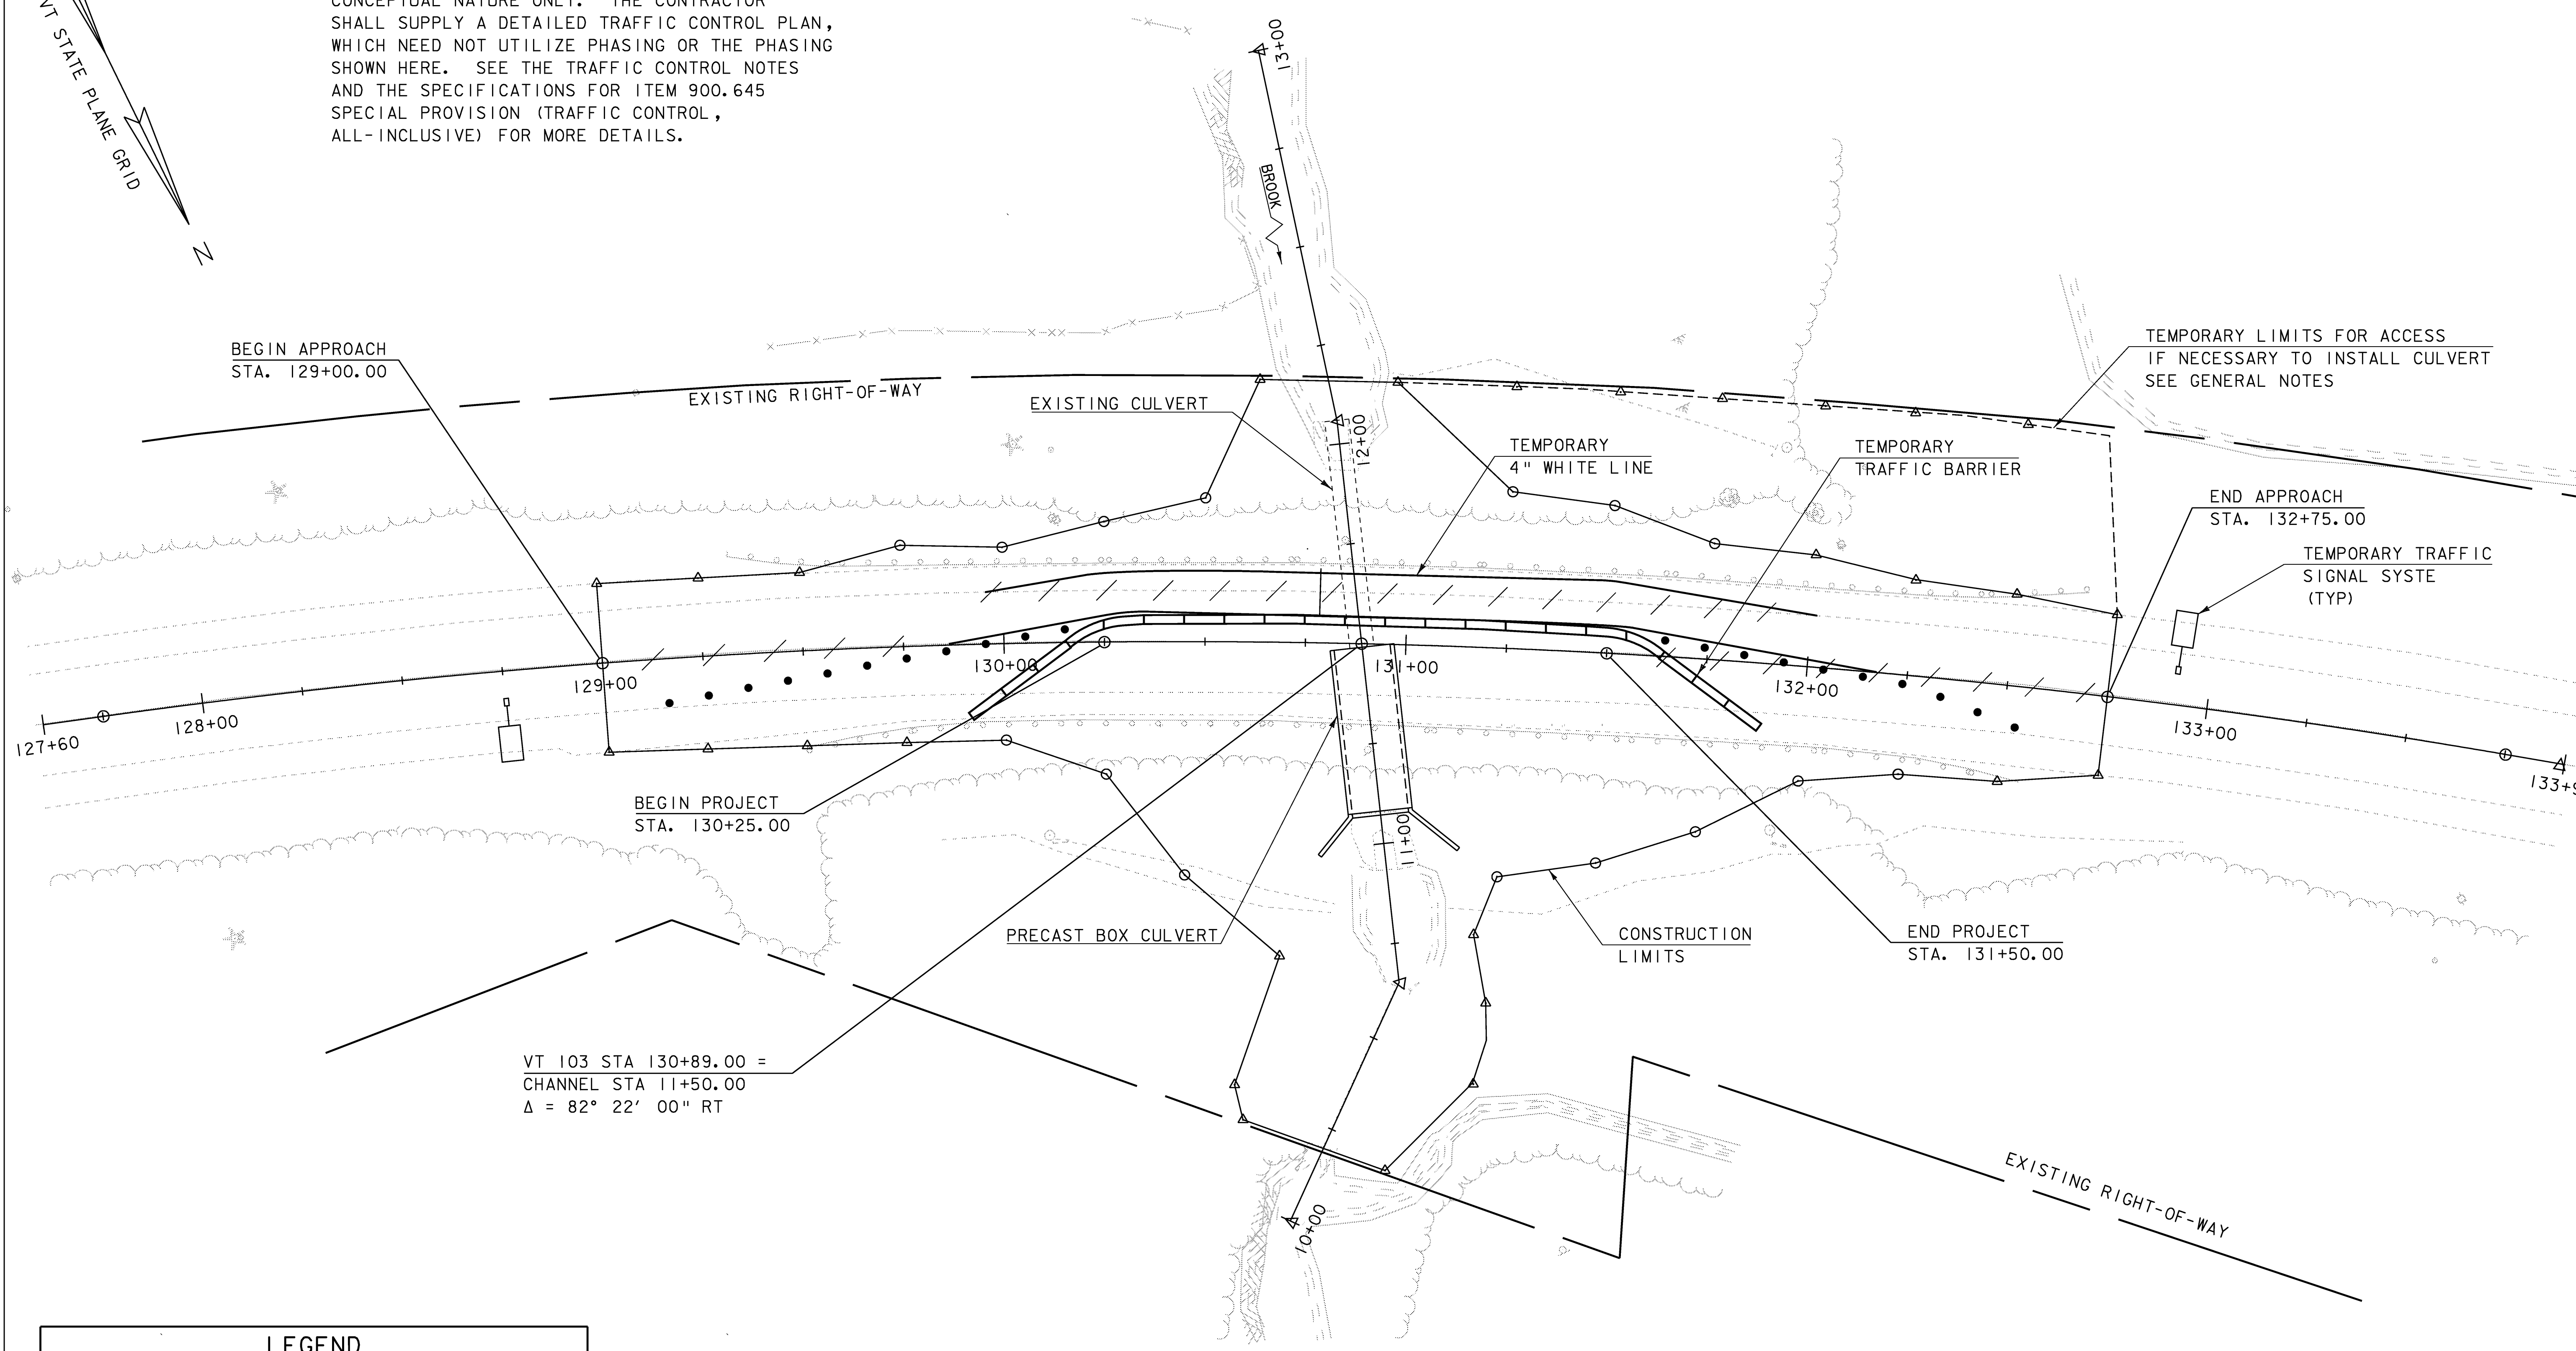 CONCEPTUAL NATURE ONLY. THE CONTRACTOR
SHALL SUPPLY A DETAILED TRAFFIC CONTROL PLAN,
WHICH NEED NOT UTILIZE PHASING OR THE PHASING
SHOWN HERE. SEE THE TRAFFIC CONTROL NOTES
AND THE SPECIFICATIONS FOR ITEM 900.645
SPECIAL PROVISION (TRAFFIC CONTROL,
ALL-INCLUSIVE) FOR MORE DETAILS.
VT STATE PLANE GRID
N
13+00
BROOK
BEGIN APPROACH
STA. 129+00.00
EXISTING RIGHT-OF-WAY
EXISTING CULVERT
12+00
TEMPORARY
4" WHITE LINE
TEMPORARY
TRAFFIC BARRIER
TEMPORARY LIMITS FOR ACCESS
IF NECESSARY TO INSTALL CULVERT
SEE GENERAL NOTES
END APPROACH
STA. 132+75.00
TEMPORARY TRAFFIC
SIGNAL SYSTE
(TYP)
127+60
128+00
129+00
130+00
131+00
132+00
133+00
133+9
BEGIN PROJECT
STA. 130+25.00
11+00
PRECAST BOX CULVERT
CONSTRUCTION
LIMITS
END PROJECT
STA. 131+50.00
VT 103 STA 130+89.00 =
CHANNEL STA 11+50.00
Δ = 82° 22' 00" RT
10+00
EXISTING RIGHT-OF-WAY
LEGEND